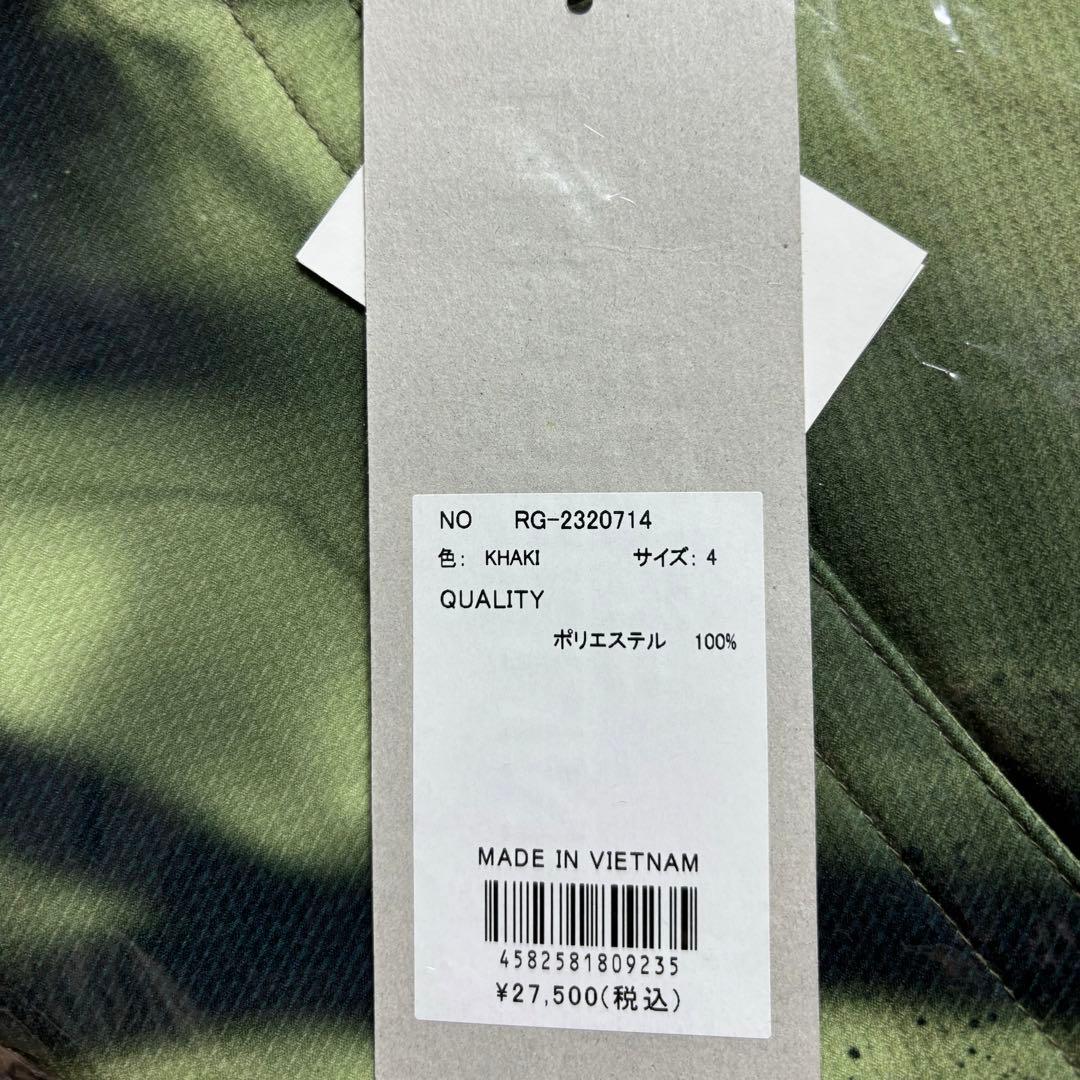 NO RG-2320714
色: KHAKI サイズ: 4
QUALITY
ポリエステル 100%
MADE IN VIETNAM
4582581809235
¥27,500(税込)